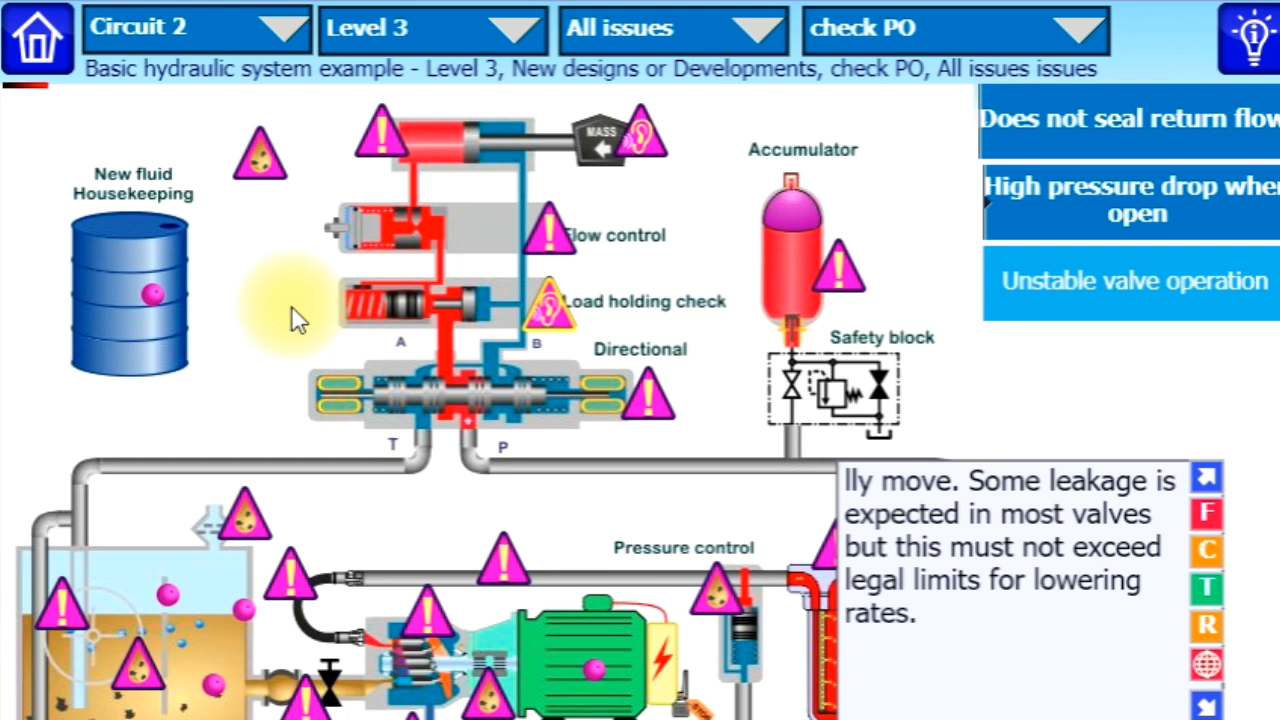 Circuit 2
Level 3
All issues
check PO
Basic hydraulic system example - Level 3, New designs or Developments, check PO, All issues issues
Does not seal return flow
High pressure drop when
open
Unstable valve operation
New fluid
Housekeeping
MASS
Accumulator
Flow control
Load holding check
A
B
Directional
Safety block
T
P
Pressure control
lly move. Some leakage is
expected in most valves
but this must not exceed
legal limits for lowering
rates.
F
C
T
R